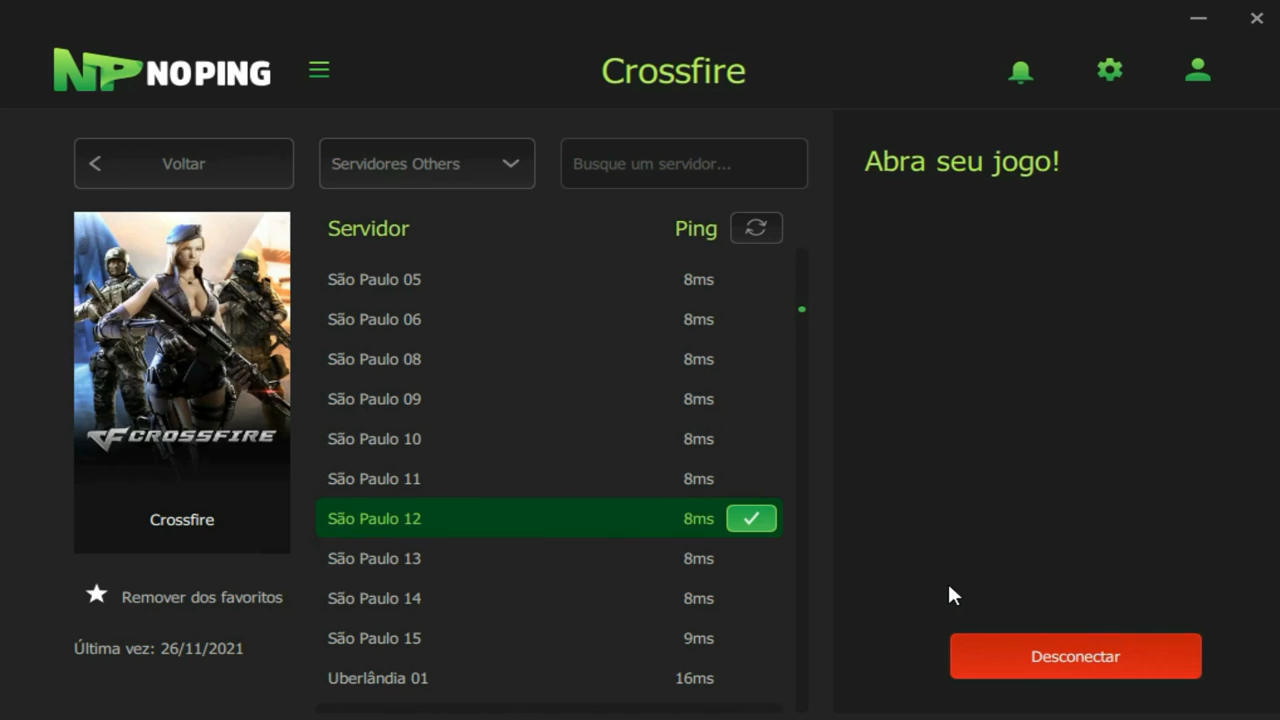 NP NOPING
Crossfire
Voltar
Servidores Others
Busque um servidor...
Abra seu jogo!
CF CROSSFIRE
Crossfire
Remover dos favoritos
Última vez: 26/11/2021
Servidor Ping
São Paulo 05 8ms
São Paulo 06 8ms
São Paulo 08 8ms
São Paulo 09 8ms
São Paulo 10 8ms
São Paulo 11 8ms
São Paulo 12 8ms
São Paulo 13 8ms
São Paulo 14 8ms
São Paulo 15 9ms
Uberlândia 01 16ms
Desconectar